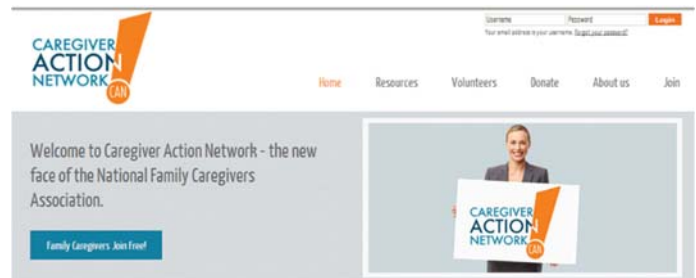 Username Password Login
Your email address is your username. Forgot your password?
CAREGIVER
ACTION
NETWORK
CAN
Home Resources Volunteers Donate About us Join
Welcome to Caregiver Action Network - the new
face of the National Family Caregivers
Association.
Family Caregivers Join Free!
CAREGIVER
ACTION
NETWORK
CAN